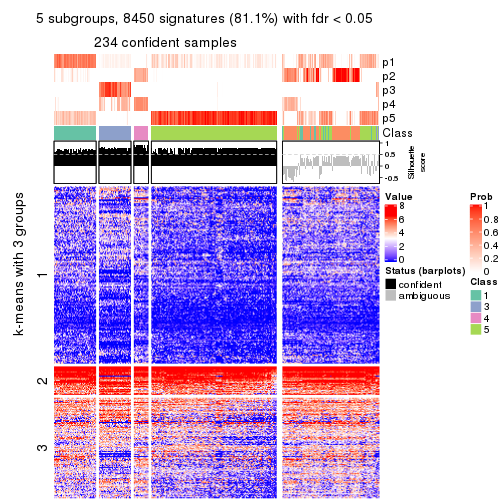 5 subgroups, 8450 signatures (81.1%) with fdr < 0.05
234 confident samples
p1
p2
p3
p4
p5
Class
1
0.5
0
-0.5
Silhouette
score
k-means with 3 groups
1
2
3
Value
8
6
4
2
0
Status (barplots)
confident
ambiguous
Prob
1
0.8
0.6
0.4
0.2
0
Class
1
3
4
5